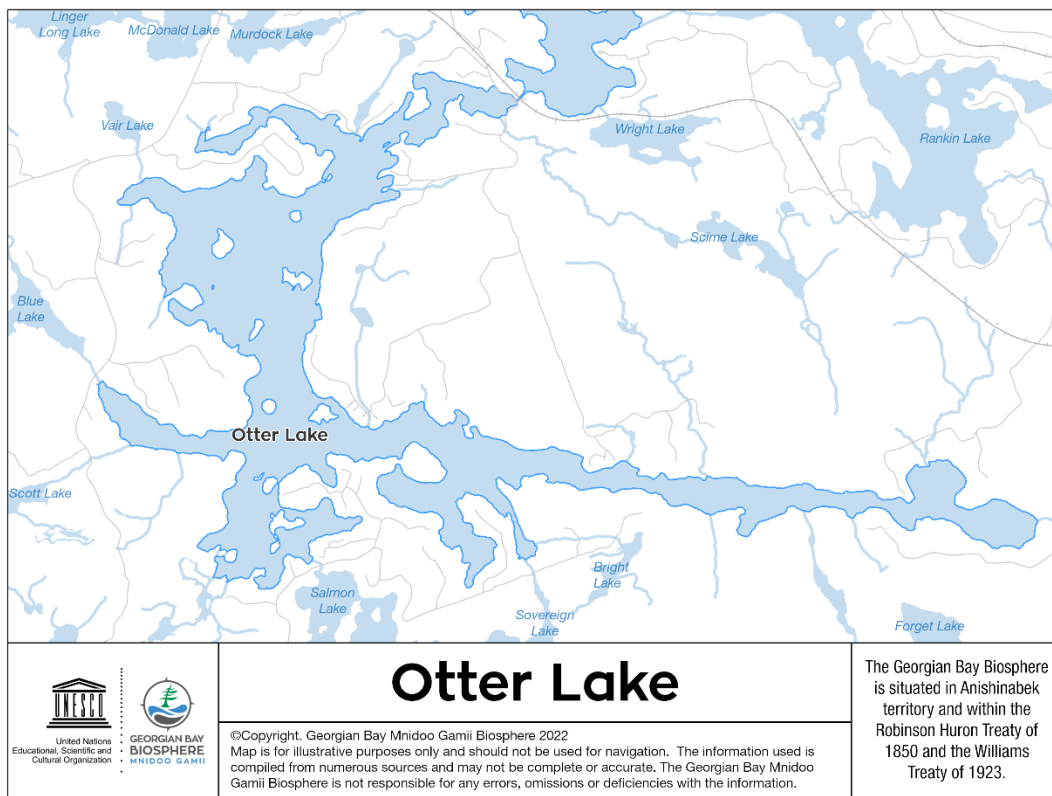 Linger
Long Lake
McDonald Lake
Murdock Lake
Vair Lake
Wright Lake
Rankin Lake
Scirne Lake
Blue
Lake
Otter Lake
Scott Lake
Salmon
Lake
Bright
Lake
Sovereign
Lake
Forget Lake
UNESCO
United Nations
Educational, Scientific and
Cultural Organization
GEORGIAN BAY
BIOSPHERE
MNIDOO GAMII
Otter Lake
©Copyright. Georgian Bay Mnidoo Gamii Biosphere 2022
Map is for illustrative purposes only and should not be used for navigation. The information used is
compiled from numerous sources and may not be complete or accurate. The Georgian Bay Mnidoo
Gamii Biosphere is not responsible for any errors, omissions or deficiencies with the information.
The Georgian Bay Biosphere
is situated in Anishinabek
territory and within the
Robinson Huron Treaty of
1850 and the Williams
Treaty of 1923.